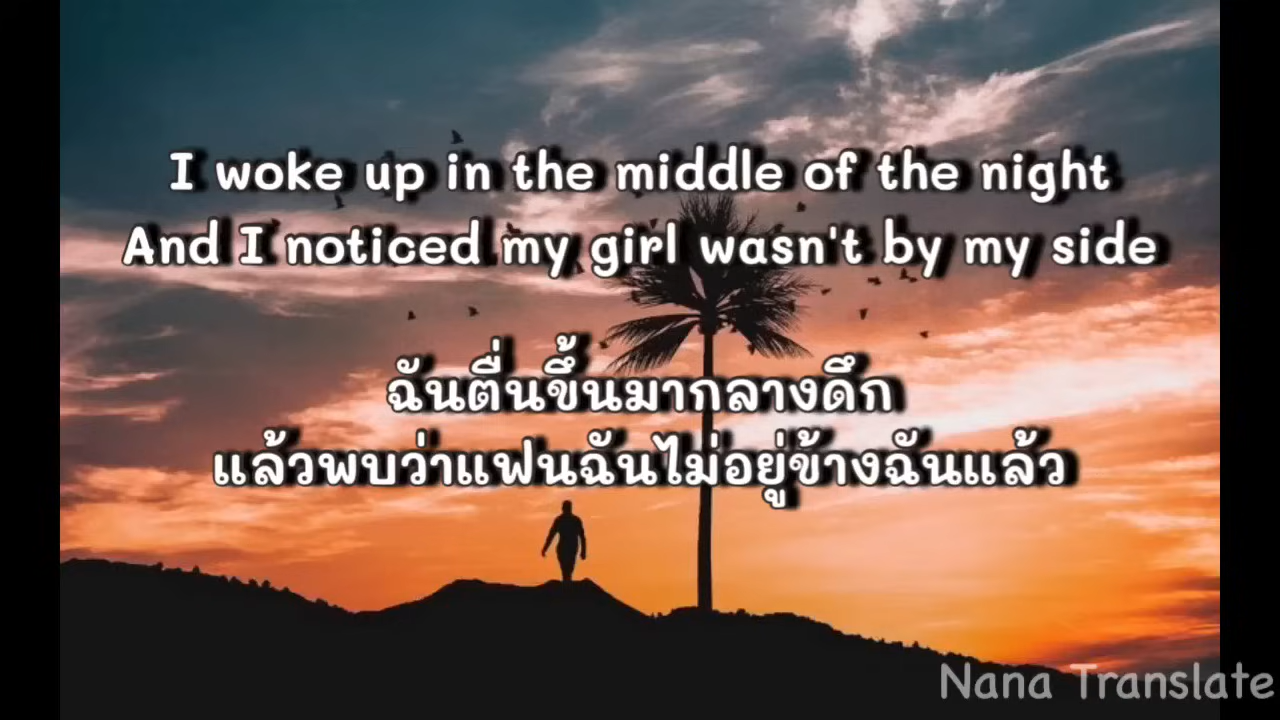 I woke up in the middle of the night
And I noticed my girl wasn't by my side
ฉันตื่นขึ้นมากลางดึก
แล้วพบว่าแฟนฉันไม่อยู่ข้างฉันแล้ว
Nana Translate